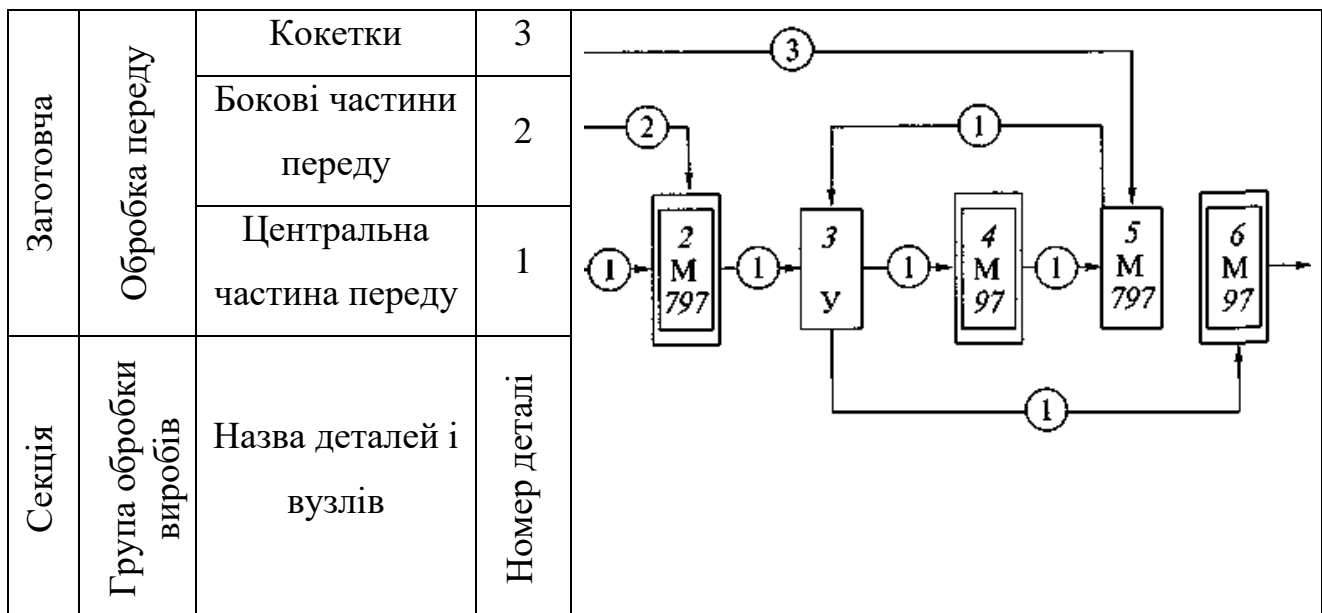 Заготовча
Обробка переду
Кокетки
3
Бокові частини
переду
2
Центральна
частина переду
1
Секція
Група обробки
виробів
Назва деталей і
вузлів
Номер деталі
3
2
1
1
2
М
797
1
3
У
1
4
М
97
1
5
М
797
6
М
97
1